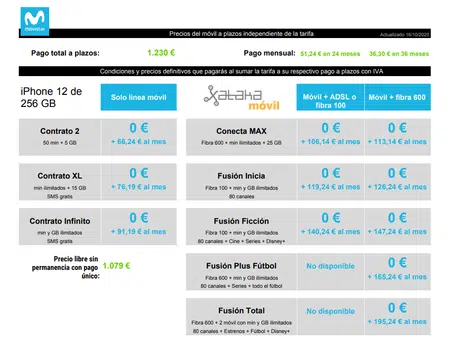 movistar
Precios del móvil a plazos independiente de la tarifa
Actualizado 16/10/2020
Pago total a plazos: 1.230 € Pago mensual: 51,24 € en 24 meses 36,30 € en 36 meses
Condiciones y precios definitivos que pagarás al sumar la tarifa a su respectivo pago a plazos con IVA
iPhone 12 de
256 GB
Solo línea móvil
Xataka
móvil
Móvil + ADSL o
fibra 100
Móvil + fibra 600
Contrato 2
50 min + 5 GB
0 €
+ 66,24 € al mes
Conecta MAX
Fibra 600 + min ilimitados + 25 GB
0 €
+ 106,14 € al mes
0 €
+ 113,14 € al mes
Contrato XL
min ilimitados + 15 GB
SMS gratis
0 €
+ 76,19 € al mes
Fusión Inicia
Fibra 100 + min y GB ilimitados
80 canales
0 €
+ 119,24 € al mes
0 €
+ 126,24 € al mes
Contrato Infinito
min y GB ilimitados
SMS gratis
0 €
+ 91,19 € al mes
Fusión Ficción
Fibra 100 + min y GB ilimitados
80 canales + Cine + Series + Disney+
0 €
+ 140,24 € al mes
0 €
+ 147,24 € al mes
Precio libre sin
permanencia con pago
único:
1.079 €
Fusión Plus Fútbol
Fibra 600 + min y GB ilimitados
80 canales + Series + todo el fútbol
No disponible
0 €
+ 165,24 € al mes
Fusión Total
Fibra 600 + 2 móvil con min y GB ilimitados
80 canales + Estrenos + Fútbol + Disney+
No disponible
0 €
+ 195,24 € al mes